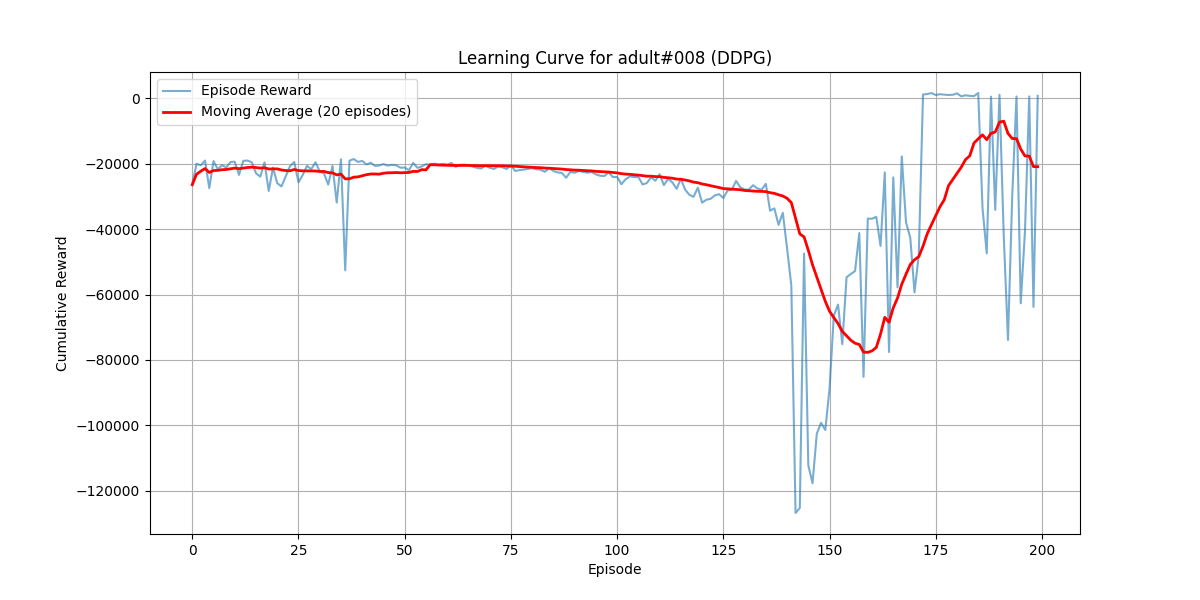 Learning Curve for adult#008 (DDPG)
Episode Reward
Moving Average (20 episodes)
Cumulative Reward
0
−20000
−40000
−60000
−80000
−100000
−120000
0 25 50 75 100 125 150 175 200
Episode